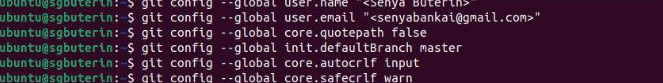 ubuntu@sgbuterin:~$ git config --global user.name "<Senya Buterin>"
ubuntu@sgbuterin:~$ git config --global user.email "<senyabankai@gmail.com>"
ubuntu@sgbuterin:~$ git config --global core.quotepath false
ubuntu@sgbuterin:~$ git config --global init.defaultBranch master
ubuntu@sgbuterin:~$ git config --global core.autocrlf input
ubuntu@sgbuterin:~$ git config --global core.safecrlf warn